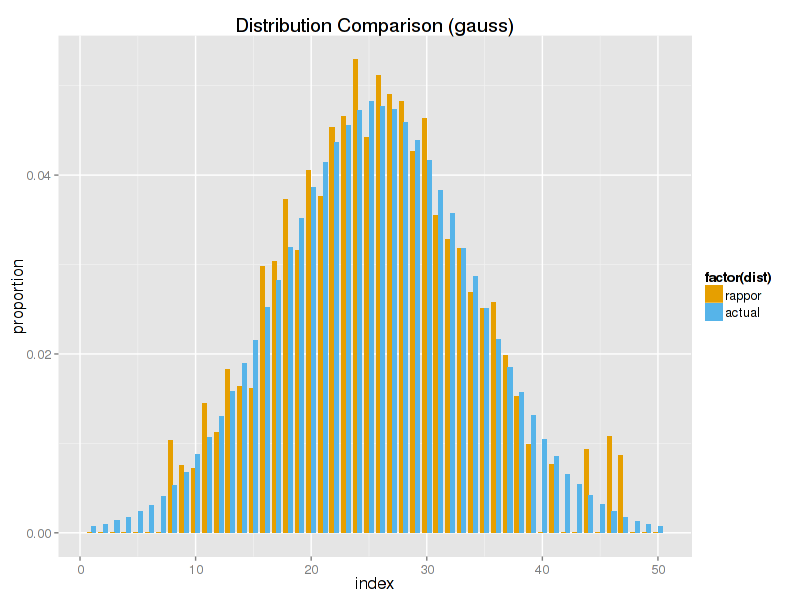 Distribution Comparison (gauss)
proportion
0.04
0.02
0.00
0 10 20 30 40 50
index
factor(dist)
rappor
actual